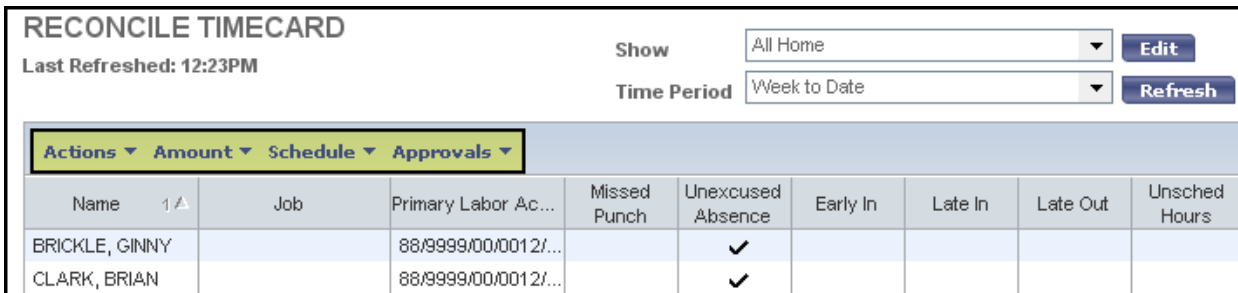 RECONCILE TIMECARD
Last Refreshed: 12:23PM
Show All Home Edit
Time Period Week to Date Refresh
Actions Amount Schedule Approvals
Name 1 Job Primary Labor Ac... Missed Punch Unexcused Absence Early In Late In Late Out Unsched Hours
BRICKLE, GINNY 88/9999/00/0012/...
CLARK, BRIAN 88/9999/00/0012/...